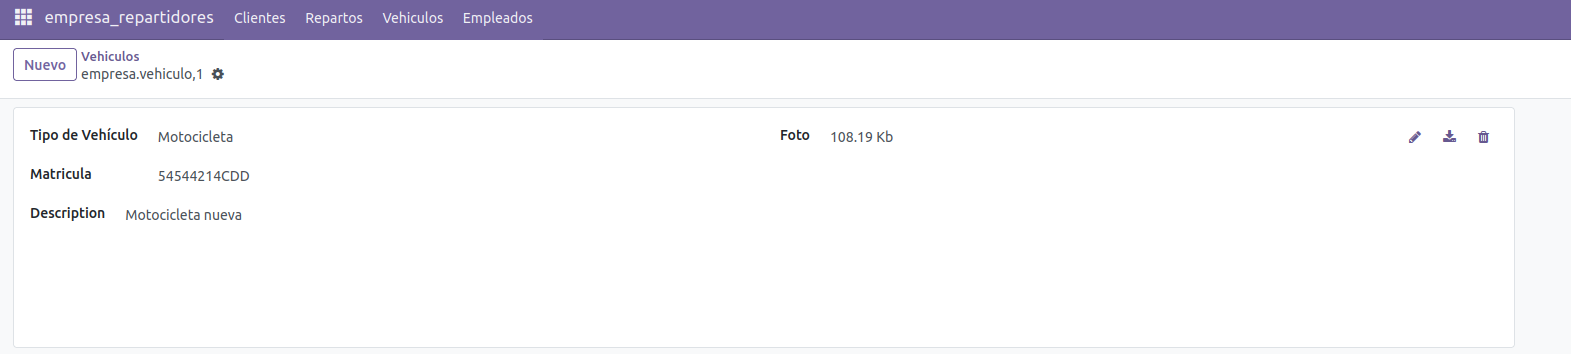 empresa_repartidores Clientes Repartos Vehiculos Empleados
Nuevo
Vehiculos
empresa.vehiculo,1
Tipo de Vehículo Motocicleta Foto 108.19 Kb
Matricula 54544214CDD
Description Motocicleta nueva